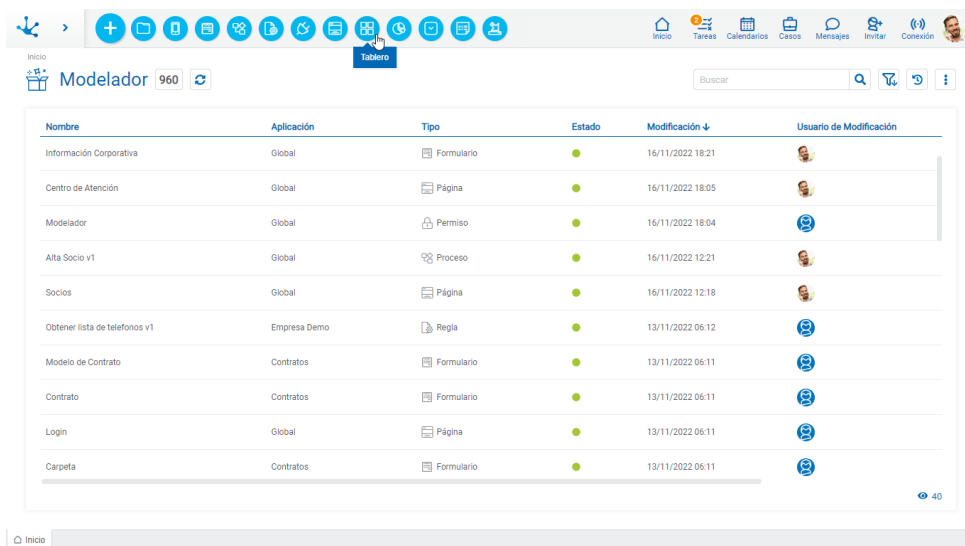 Tablero
Inicio
2
Tareas
Calendarios
Casos
Mensajes
Invitar
Conexión
Inicio
Modelador 960
Buscar
Nombre Aplicación Tipo Estado Modificación Usuario de Modificación
Información Corporativa Global Formulario 16/11/2022 18:21
Centro de Atención Global Página 16/11/2022 18:05
Modelador Global Permiso 16/11/2022 18:04
Alta Socio v1 Global Proceso 16/11/2022 12:21
Socios Global Página 16/11/2022 12:18
Obtener lista de telefonos v1 Empresa Demo Regla 13/11/2022 06:12
Modelo de Contrato Contratos Formulario 13/11/2022 06:11
Contrato Contratos Formulario 13/11/2022 06:11
Login Global Página 13/11/2022 06:11
Carpeta Contratos Formulario 13/11/2022 06:11
40
Inicio